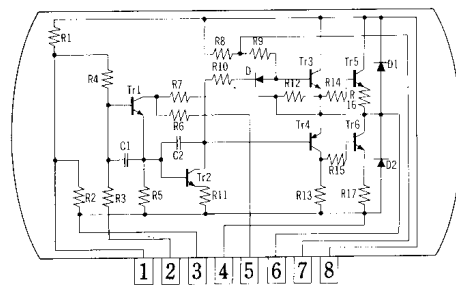 R1
R8 R9
Tr3 Tr5
R4 R10 D D1
Tr1 R7 R12 R14 R
16
R6
Tr4 Tr6
C1 C2
Tr2 R15 D2
R2 R3 R5 R11 R13 R17
1 2 3 4 5 6 7 8